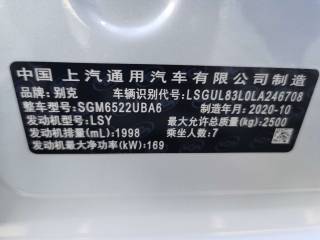 中国 上汽通用汽车有限公司制造
品牌：别克 车辆识别代号：LSGUL83L0LA246708
整车型号：SGM6522UBA6 制造年月：2020-10
发动机型号：LSY 最大允许总质量(kg)：2500
发动机排量(mL)：1998 乘坐人数：7
发动机最大净功率(kW)：169